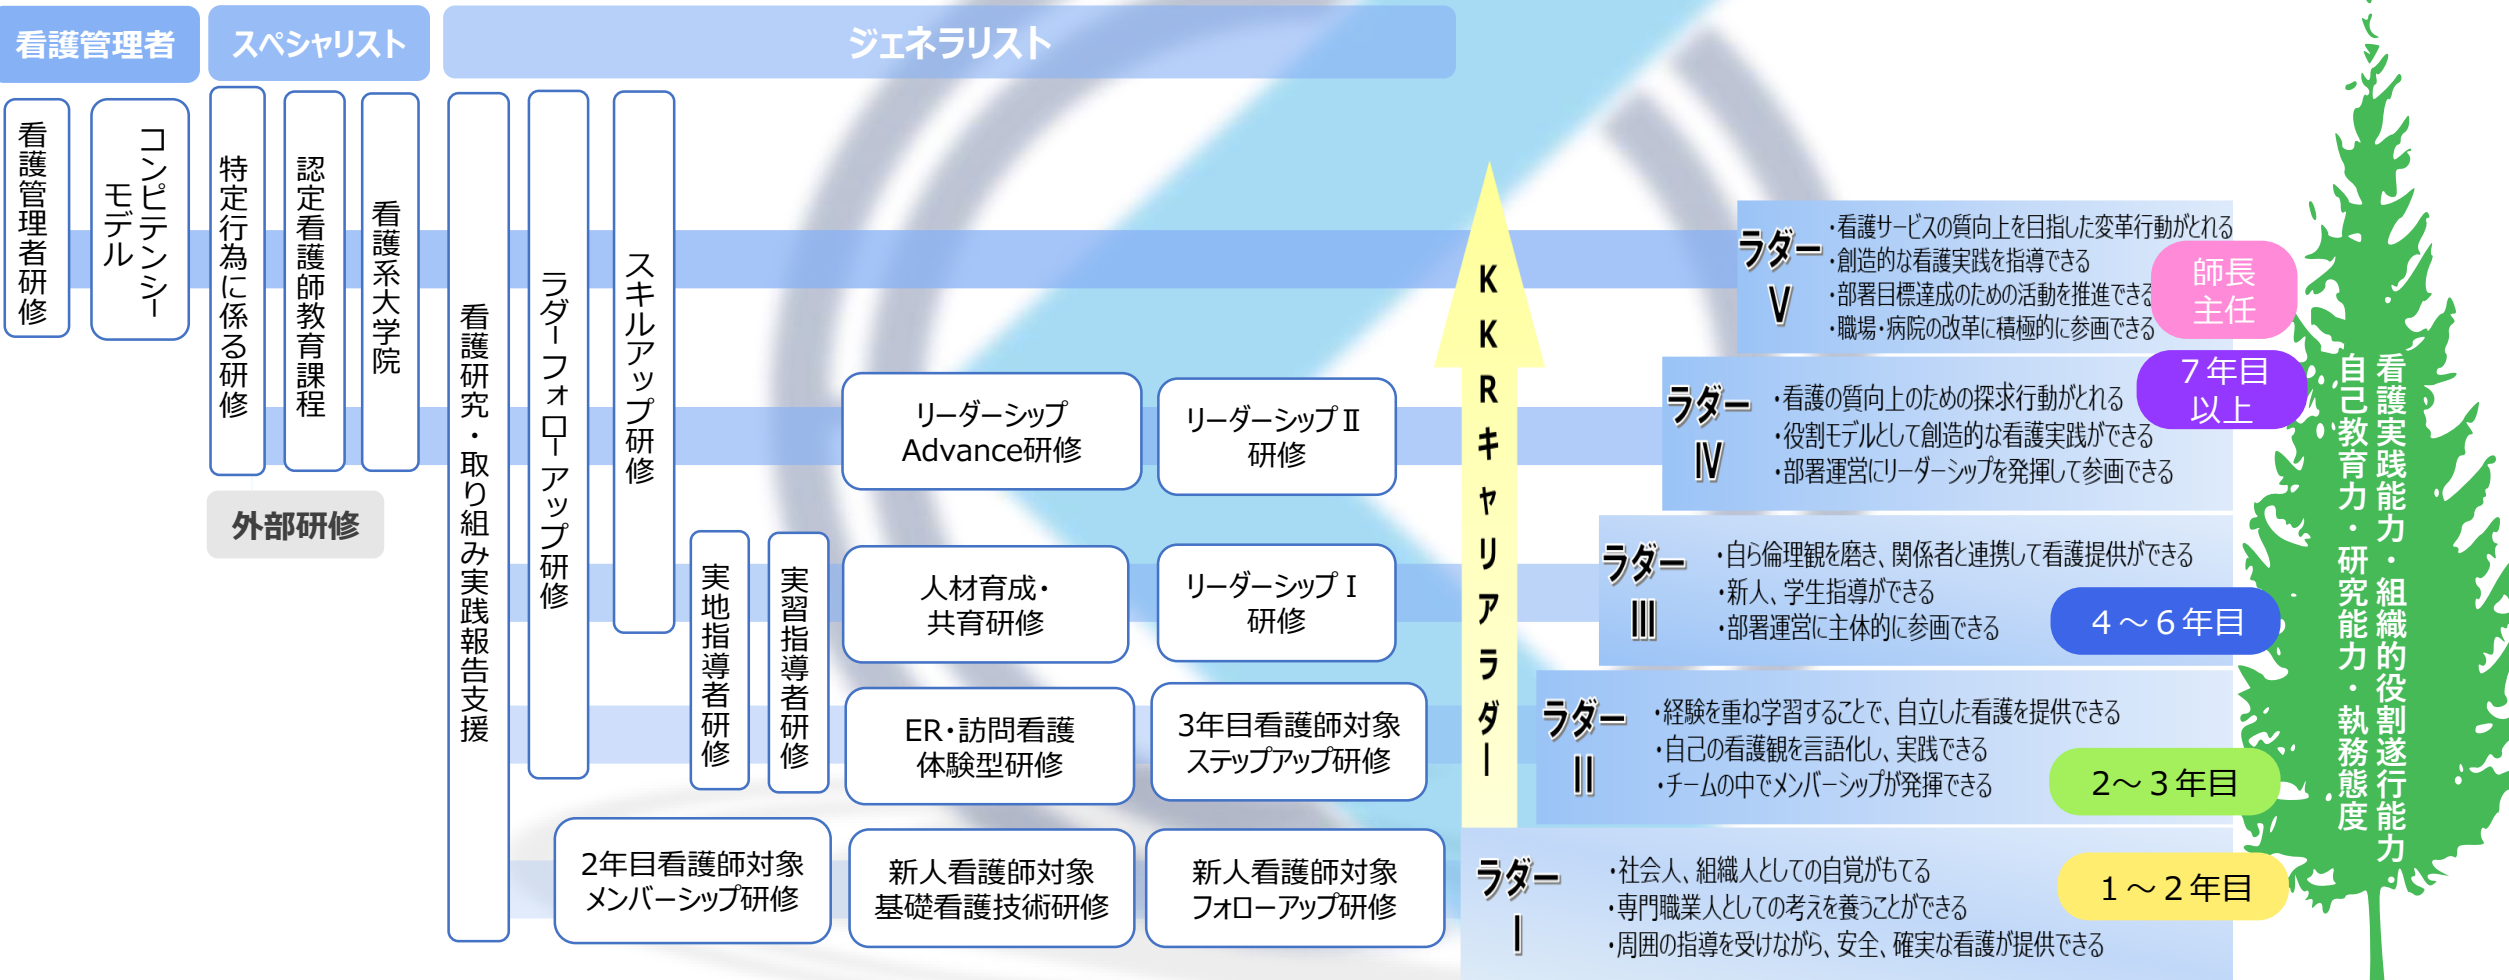 看護管理者
スペシャリスト
ジェネラリスト
看護管理者研修
コンピテンシー
モデル
特定行為に係る研修
認定看護師教育課程
看護系大学院
外部研修
看護研究・取り組み実践報告支援
ラダーフォローアップ研修
スキルアップ研修
実地指導者研修
実習指導者研修
リーダーシップ
Advance研修
リーダーシップⅡ
研修
人材育成・
共育研修
リーダーシップⅠ
研修
ER・訪問看護
体験型研修
3年目看護師対象
ステップアップ研修
2年目看護師対象
メンバーシップ研修
新人看護師対象
基礎看護技術研修
新人看護師対象
フォローアップ研修
KKRキャリアラダー
ラダー
Ⅴ
・看護サービスの質向上を目指した変革行動がとれる
・創造的な看護実践を指導できる
・部署目標達成のための活動を推進できる
・職場・病院の改革に積極的に参画できる
師長
主任
ラダー
Ⅳ
・看護の質向上のための探求行動がとれる
・役割モデルとして創造的な看護実践ができる
・部署運営にリーダーシップを発揮して参画できる
7年目
以上
ラダー
Ⅲ
・自ら倫理観を磨き、関係者と連携して看護提供ができる
・新人、学生指導ができる
・部署運営に主体的に参画できる
4～6年目
ラダー
Ⅱ
・経験を重ね学習することで、自立した看護を提供できる
・自己の看護観を言語化し、実践できる
・チームの中でメンバーシップが発揮できる
2～3年目
ラダー
Ⅰ
・社会人、組織人としての自覚がもてる
・専門職業人としての考えを養うことができる
・周囲の指導を受けながら、安全、確実な看護が提供できる
1～2年目
看護実践能力・組織的役割遂行能力・
自己教育力・研究能力・執務態度